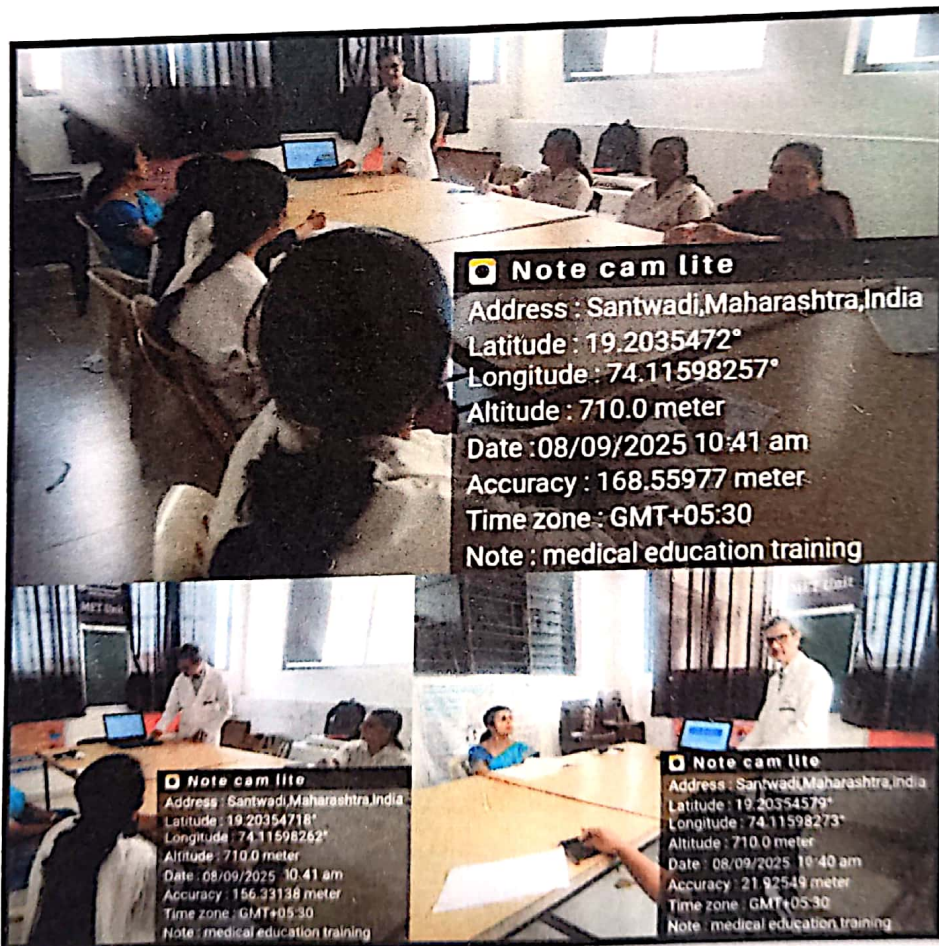 Note cam lite
Address : Santwadi,Maharashtra,India
Latitude : 19.2035472°
Longitude : 74.11598257°
Altitude : 710.0 meter
Date :08/09/2025 10:41 am
Accuracy : 168.55977 meter
Time zone : GMT+05:30
Note : medical education training
MET Unit
Note cam lite
Address : Santwadi,Maharashtra,India
Latitude : 19.20354718°
Longitude : 74.11598262°
Altitude : 710.0 meter
Date : 08/09/2025 10:41 am
Accuracy : 156.33138 meter
Time zone : GMT+05:30
Note : medical education training
MET Unit
Note cam lite
Address : Santwadi,Maharashtra,India
Latitude : 19.20354579°
Longitude : 74.11598273°
Altitude : 710.0 meter
Date : 08/09/2025 10:40 am
Accuracy : 21.92549 meter
Time zone : GMT+05:30
Note : medical education training